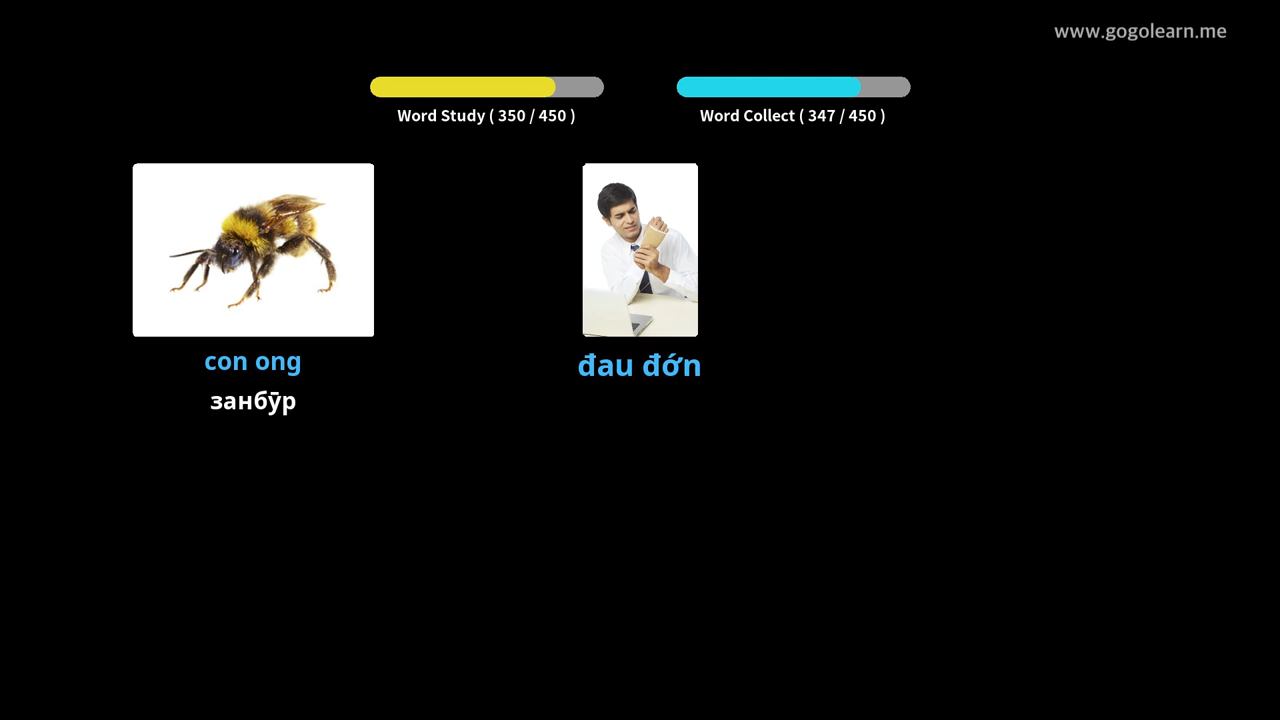 www.gogolearn.me
Word Study ( 350 / 450 )
Word Collect ( 347 / 450 )
con ong
занбӯр
đau đớn